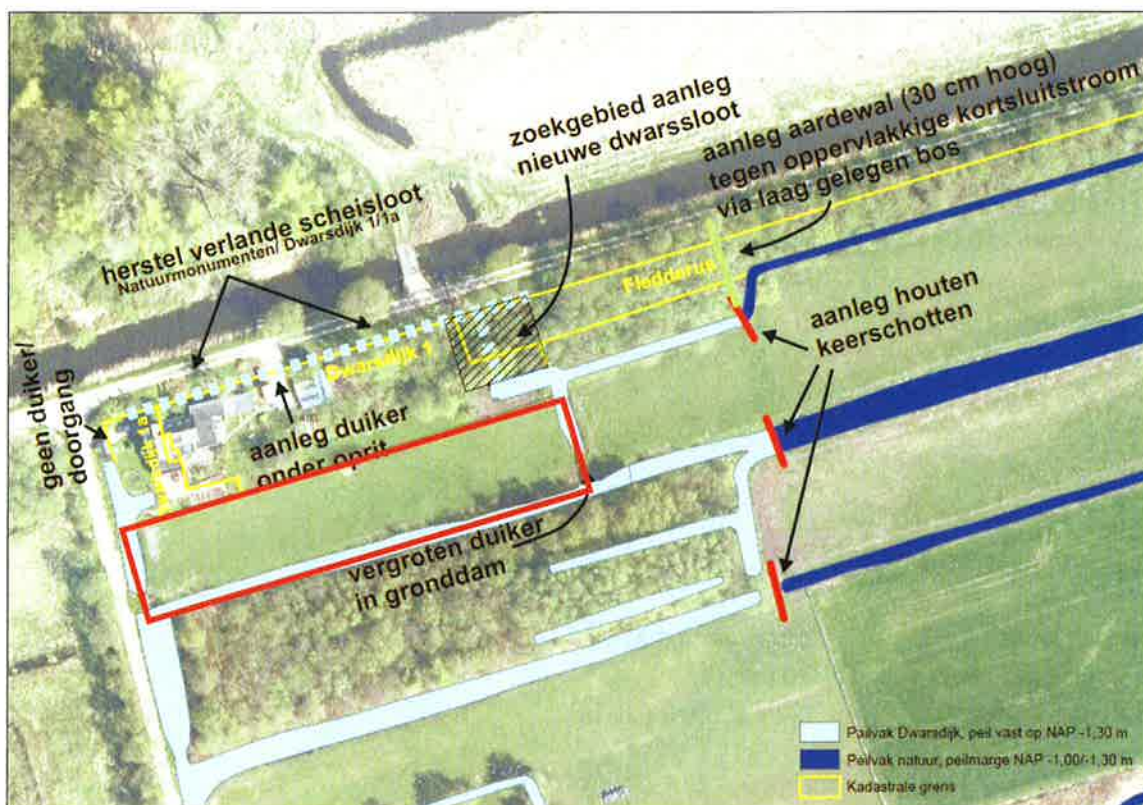 zoekgebied aanleg
nieuwe dwarssloot
aanleg aardewal (30 cm hoog)
tegen oppervlakkige kortsluitstroom
via laag gelegen bos
herstel verlande scheisloot
Natuurmonumenten/ Dwarsdijk 1/1a
Fledderus
aanleg houten
keerschotten
geen duiker/
doorgang
Dwarsdijk 1
Dwarsdijk 1a
aanleg duiker
onder oprit
vergroten duiker
in gronddam
Peilvak Dwarsdijk, peil vast op NAP -1,30 m
Peilvak natuur, peilmarge NAP -1,00/-1,30 m
Kadastrale grens